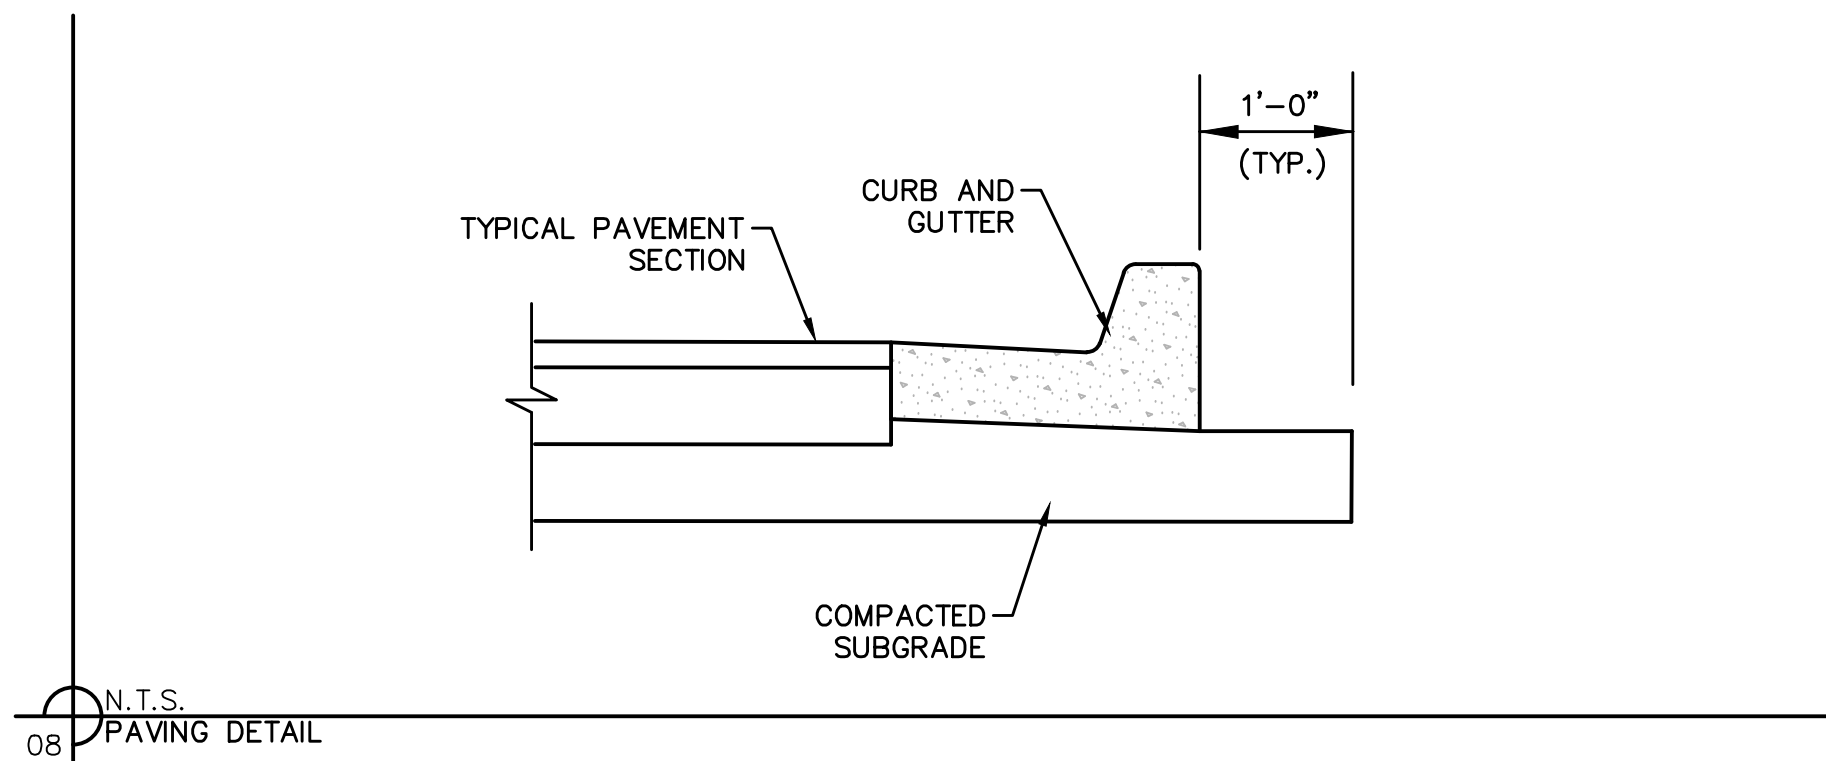 1'-0"
(TYP.)
CURB AND
GUTTER
TYPICAL PAVEMENT
SECTION
COMPACTED
SUBGRADE
N.T.S.
PAVING DETAIL
08